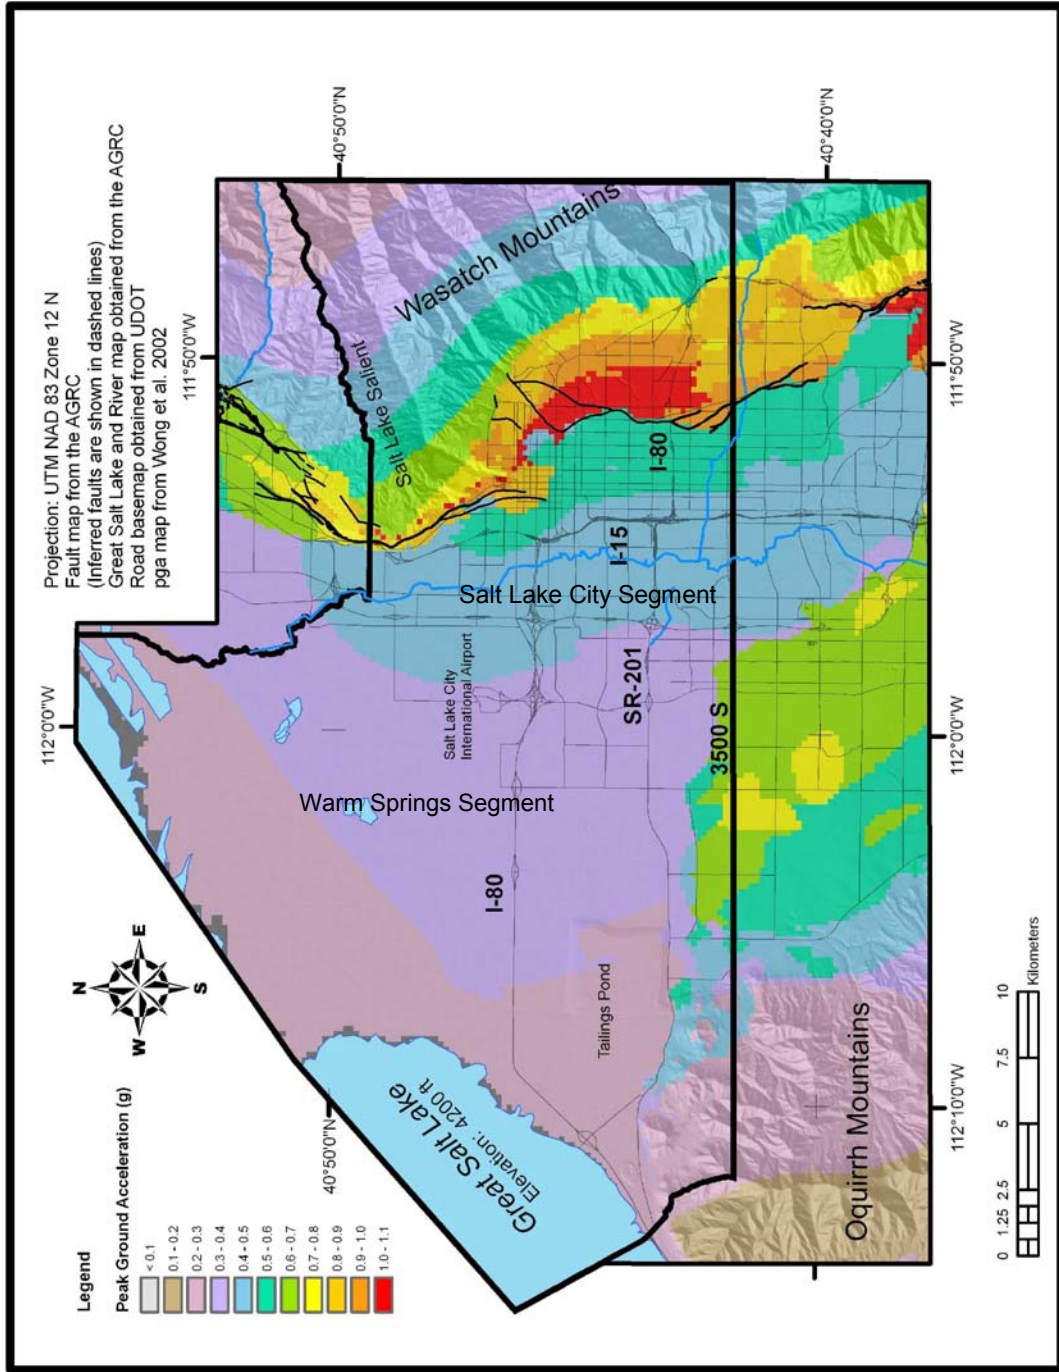 Projection: UTM NAD 83 Zone 12 N
Fault map from the AGRC
(Inferred faults are shown in dashed lines)
Great Salt Lake and River map obtained from the AGRC
Road basemap obtained from UDOT
pga map from Wong et al. 2002
112°0'0"W
111°50'0"W
40°50'0"N
40°40'0"N
N
W
E
S
Legend
Peak Ground Acceleration (g)
< 0.1
0.1 - 0.2
0.2 - 0.3
0.3 - 0.4
0.4 - 0.5
0.5 - 0.6
0.6 - 0.7
0.7 - 0.8
0.8 - 0.9
0.9 - 1.0
1.0 - 1.1
40°50'0"N
Great Salt Lake
Elevation: 4200 ft
Wasatch Mountains
Salt Lake Salient
Salt Lake City
International Airport
Salt Lake City Segment
Warm Springs Segment
I-80
I-15
I-80
SR-201
3500 S
Tailings Pond
Oquirrh Mountains
112°10'0"W
112°0'0"W
111°50'0"W
0 1.25 2.5 5 7.5 10
Kilometers